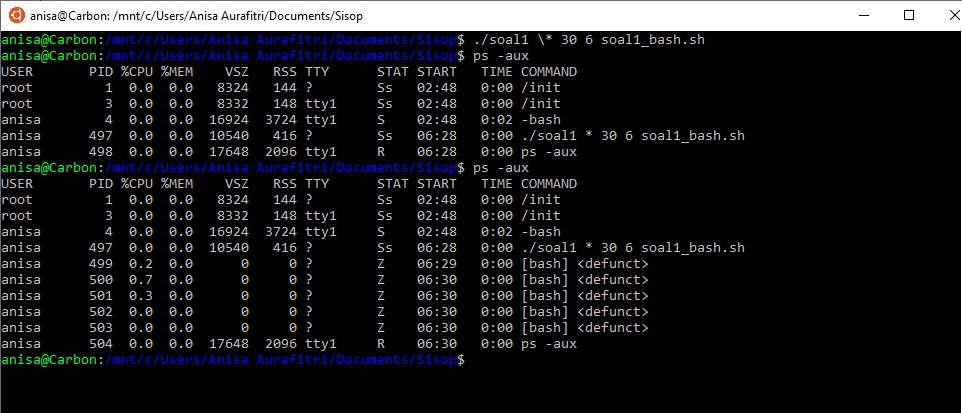 anisa@Carbon: /mnt/c/Users/Anisa Aurafitri/Documents/Sisop
anisa@Carbon:/mnt/c/Users/Anisa Aurafitri/Documents/Sisop$ ./soal1 \* 30 6 soal1_bash.sh
anisa@Carbon:/mnt/c/Users/Anisa Aurafitri/Documents/Sisop$ ps -aux
USER       PID %CPU %MEM    VSZ   RSS TTY      STAT START   TIME COMMAND
root         1  0.0  0.0   8324   144 ?        Ss   02:48   0:00 /init
root         3  0.0  0.0   8332   148 tty1     Ss   02:48   0:00 /init
anisa        4  0.0  0.0  16924  3724 tty1     S    02:48   0:02 -bash
anisa      497  0.0  0.0  10540   416 ?        Ss   06:28   0:00 ./soal1 * 30 6 soal1_bash.sh
anisa      498  0.0  0.0  17648  2096 tty1     R    06:28   0:00 ps -aux
anisa@Carbon:/mnt/c/Users/Anisa Aurafitri/Documents/Sisop$ ps -aux
USER       PID %CPU %MEM    VSZ   RSS TTY      STAT START   TIME COMMAND
root         1  0.0  0.0   8324   144 ?        Ss   02:48   0:00 /init
root         3  0.0  0.0   8332   148 tty1     Ss   02:48   0:00 /init
anisa        4  0.0  0.0  16924  3724 tty1     S    02:48   0:02 -bash
anisa      497  0.0  0.0  10540   416 ?        Ss   06:28   0:00 ./soal1 * 30 6 soal1_bash.sh
anisa      499  0.2  0.0      0     0 ?        Z    06:29   0:00 [bash] <defunct>
anisa      500  0.7  0.0      0     0 ?        Z    06:30   0:00 [bash] <defunct>
anisa      501  0.3  0.0      0     0 ?        Z    06:30   0:00 [bash] <defunct>
anisa      502  0.0  0.0      0     0 ?        Z    06:30   0:00 [bash] <defunct>
anisa      503  0.0  0.0      0     0 ?        Z    06:30   0:00 [bash] <defunct>
anisa      504  0.0  0.0  17648  2096 tty1     R    06:30   0:00 ps -aux
anisa@Carbon:/mnt/c/Users/Anisa Aurafitri/Documents/Sisop$